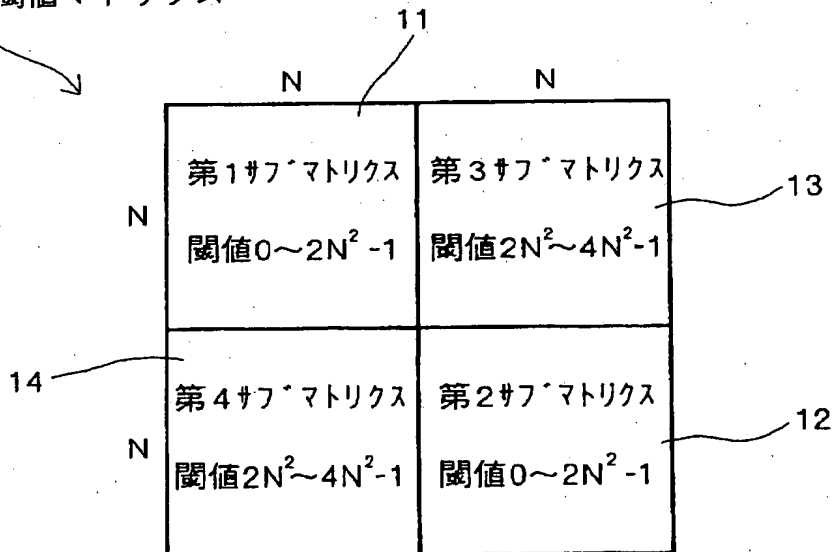 閾値マトリクス
11
N N
第1サブマトリクス 第3サブマトリクス
13
N
閾値0〜2N²-1 閾値2N²〜4N²-1
14
第4サブマトリクス 第2サブマトリクス
12
N
閾値2N²〜4N²-1 閾値0〜2N²-1